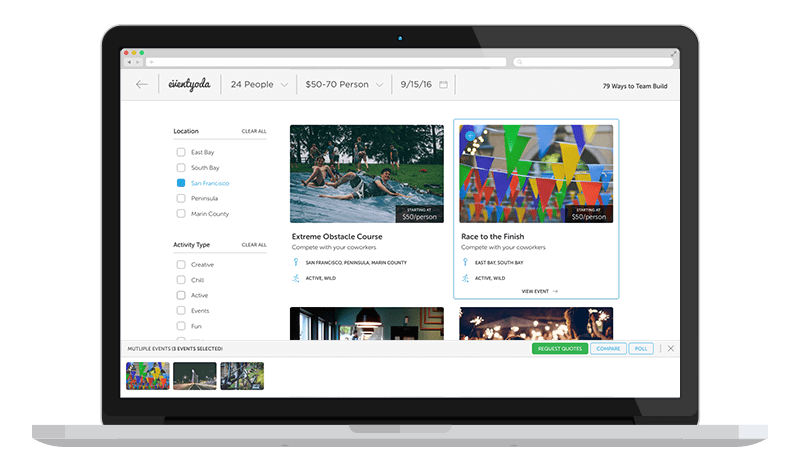 eventyoda
24 People
$50-70 Person
9/15/16
79 Ways to Team Build
Location
CLEAR ALL
East Bay
South Bay
San Francisco
Peninsula
Marin County
Activity Type
CLEAR ALL
Creative
Chill
Active
Events
Fun
STARTING AT
$50/person
Extreme Obstacle Course
Compete with your coworkers
SAN FRANCISCO, PENINSULA, MARIN COUNTY
ACTIVE, WILD
STARTING AT
$50/person
Race to the Finish
Compete with your coworkers
EAST BAY, SOUTH BAY
ACTIVE, WILD
VIEW EVENT
MUTLIPLE EVENTS (3 EVENTS SELECTED)
REQUEST QUOTES
COMPARE
POLL